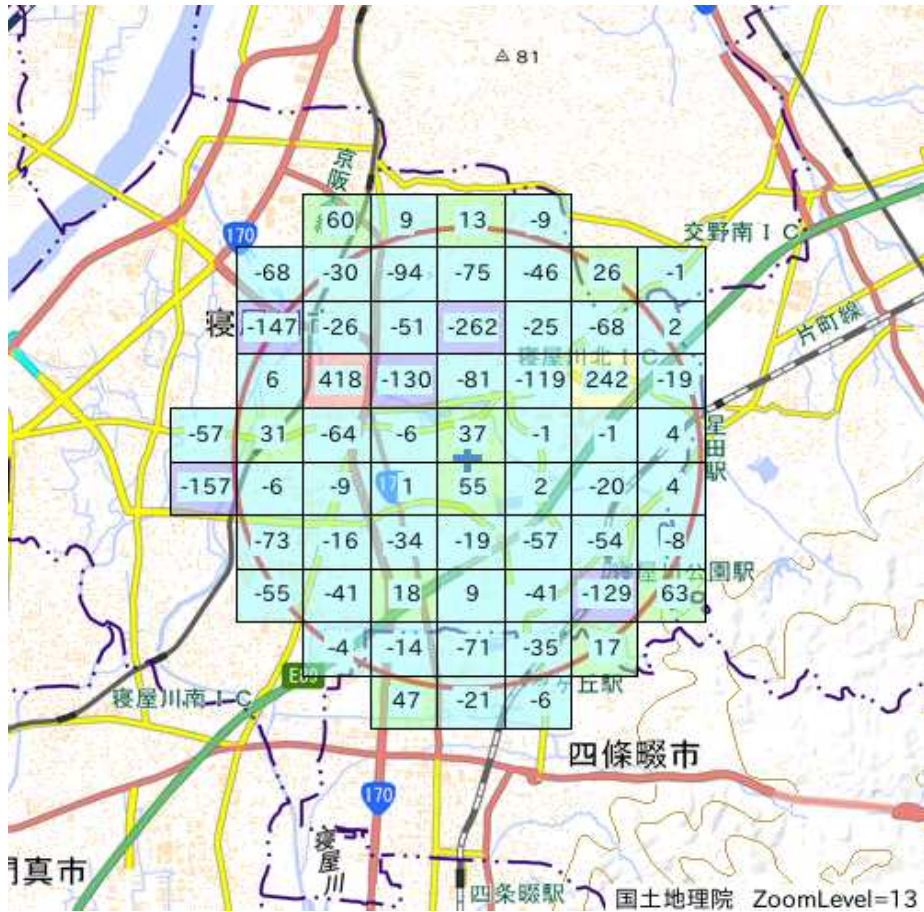 81
京阪
60 9 13 -9
170
交野南IC
-68 -30 -94 -75 -46 26 -1
寝 -147 -26 -51 -262 -25 -68 2
片町線
寝屋川北IC
6 418 -130 -81 -119 242 -19
-57 31 -64 -6 37 -1 -1 4
星田駅
-157 -6 -9 1 55 2 -20 4
-73 -16 -34 -19 -57 -54 -8
屋川公園駅
-55 -41 18 9 -41 -129 63
-4 -14 -71 -35 17
E89
ヶ丘駅
寝屋川南IC
47 -21 -6
四條畷市
170
寝屋川
門真市
四条畷駅
国土地理院 ZoomLevel=13